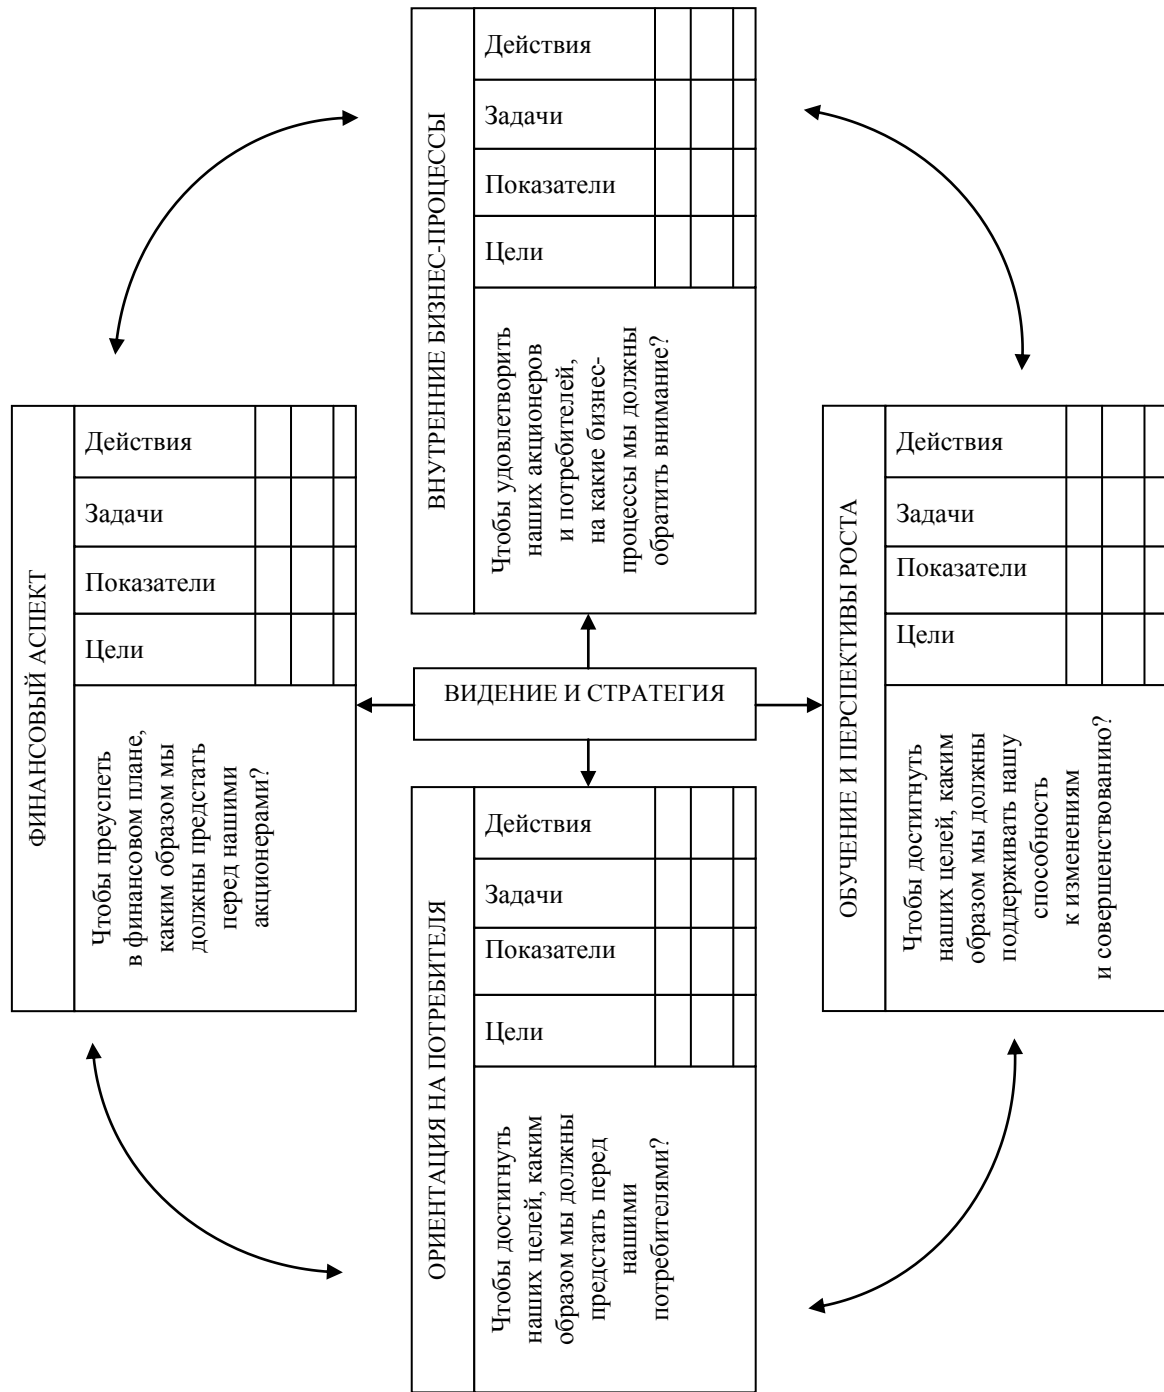 ФИНАНСОВЫЙ АСПЕКТ
Чтобы преуспеть
в финансовом плане,
каким образом мы
должны предстать
перед нашими
акционерами?
Цели
Показатели
Задачи
Действия
ОРИЕНТАЦИЯ НА ПОТРЕБИТЕЛЯ
Чтобы достигнуть
наших целей, каким
образом мы должны
предстать перед
нашими
потребителями?
Цели
Показатели
Задачи
Действия
ВИДЕНИЕ И СТРАТЕГИЯ
ВНУТРЕННИЕ БИЗНЕС-ПРОЦЕССЫ
Чтобы удовлетворить
наших акционеров
и потребителей,
на какие бизнес-
процессы мы должны
обратить внимание?
Цели
Показатели
Задачи
Действия
ОБУЧЕНИЕ И ПЕРСПЕКТИВЫ РОСТА
Чтобы достигнуть
наших целей, каким
образом мы должны
поддерживать нашу
способность
к изменениям
и совершенствованию?
Цели
Показатели
Задачи
Действия